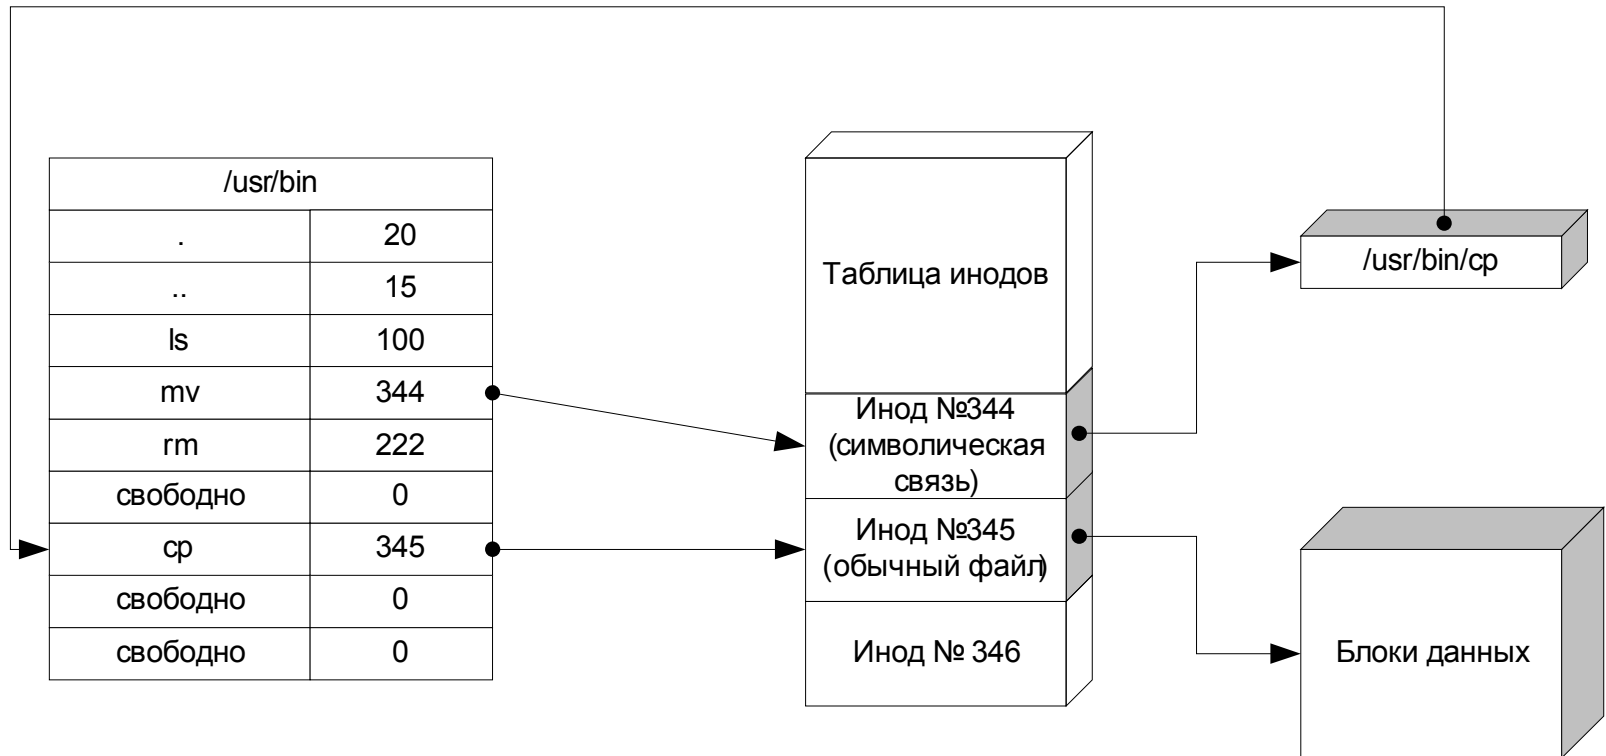 /usr/bin
. 20
.. 15
ls 100
mv 344
rm 222
свободно 0
cp 345
свободно 0
свободно 0
Таблица инодов
Инод №344
(символическая
связь)
Инод №345
(обычный файл)
Инод № 346
/usr/bin/cp
Блоки данных